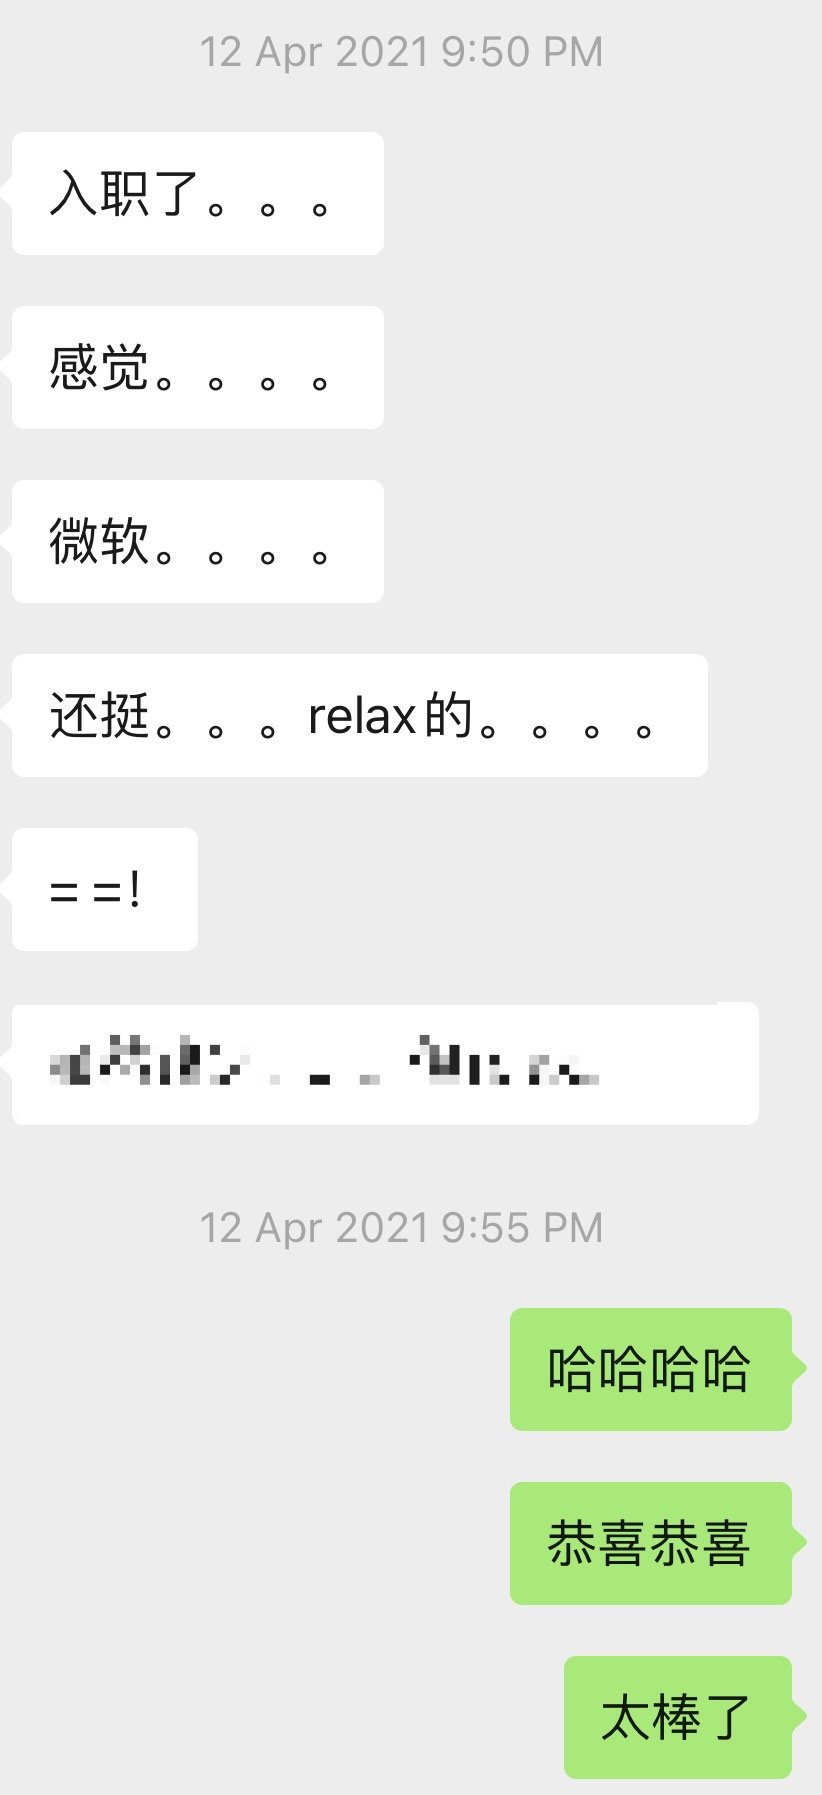 12 Apr 2021 9:50 PM
入职了。。。
感觉。。。。
微软。。。。
还挺。。。relax的。。。。
==!
12 Apr 2021 9:55 PM
哈哈哈哈
恭喜恭喜
太棒了